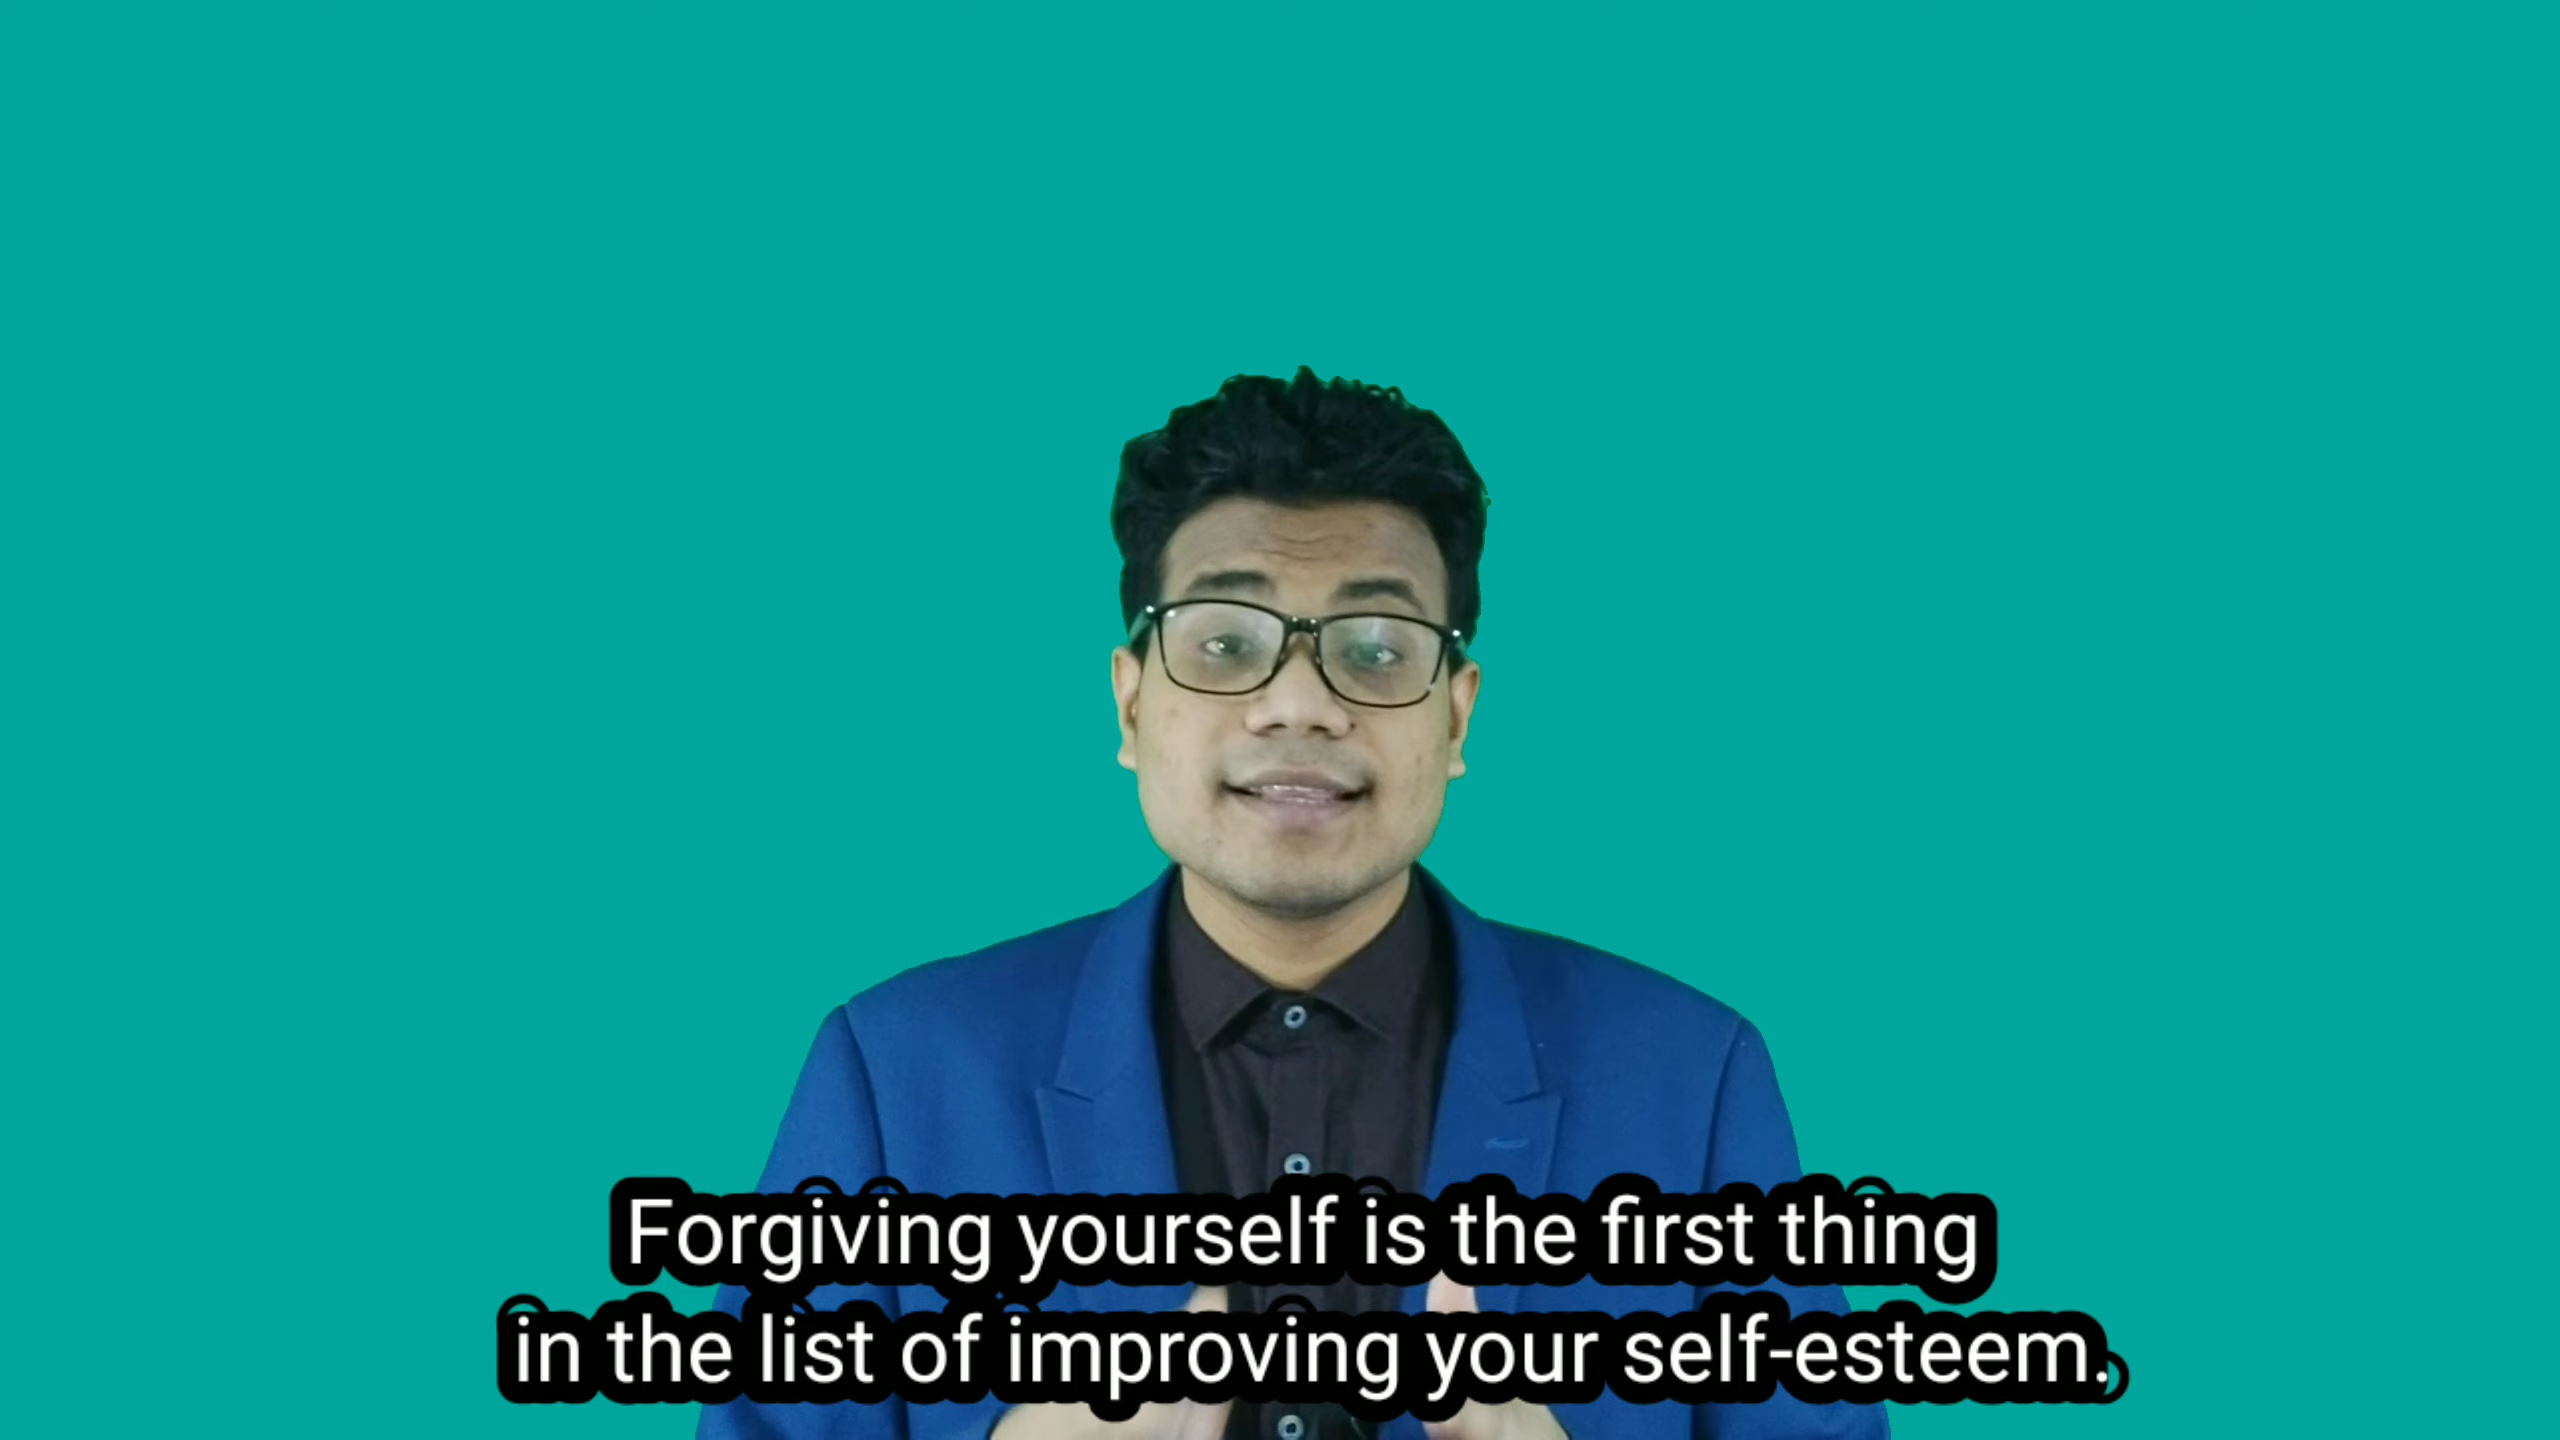 Forgiving yourself is the first thing
in the list of improving your self-esteem.